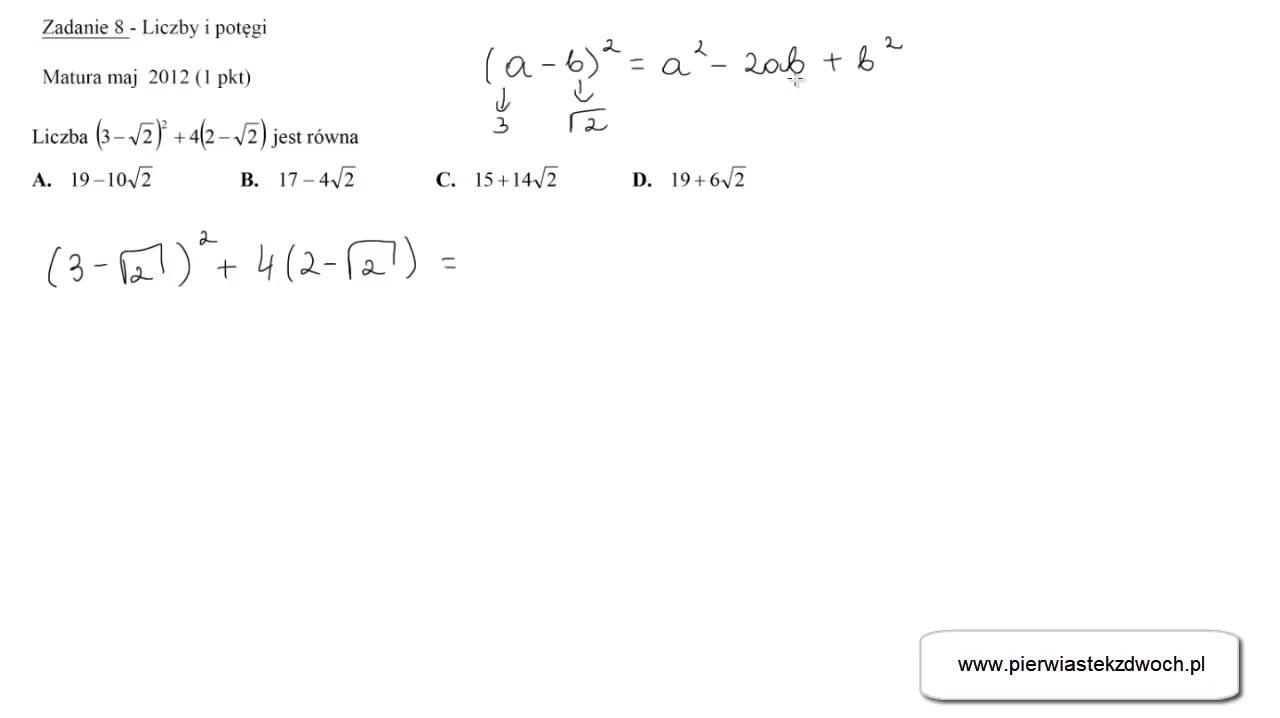 Zadanie 8 - Liczby i potęgi
(a - b)² = a² - 2ab + b²
Matura maj 2012 (1 pkt)
3 √2
Liczba (3 - √2)² + 4(2 - √2) jest równa
A. 19 - 10√2 B. 17 - 4√2 C. 15 + 14√2 D. 19 + 6√2
(3 - √2)² + 4(2 - √2) =
www.pierwiastekzdwoch.pl